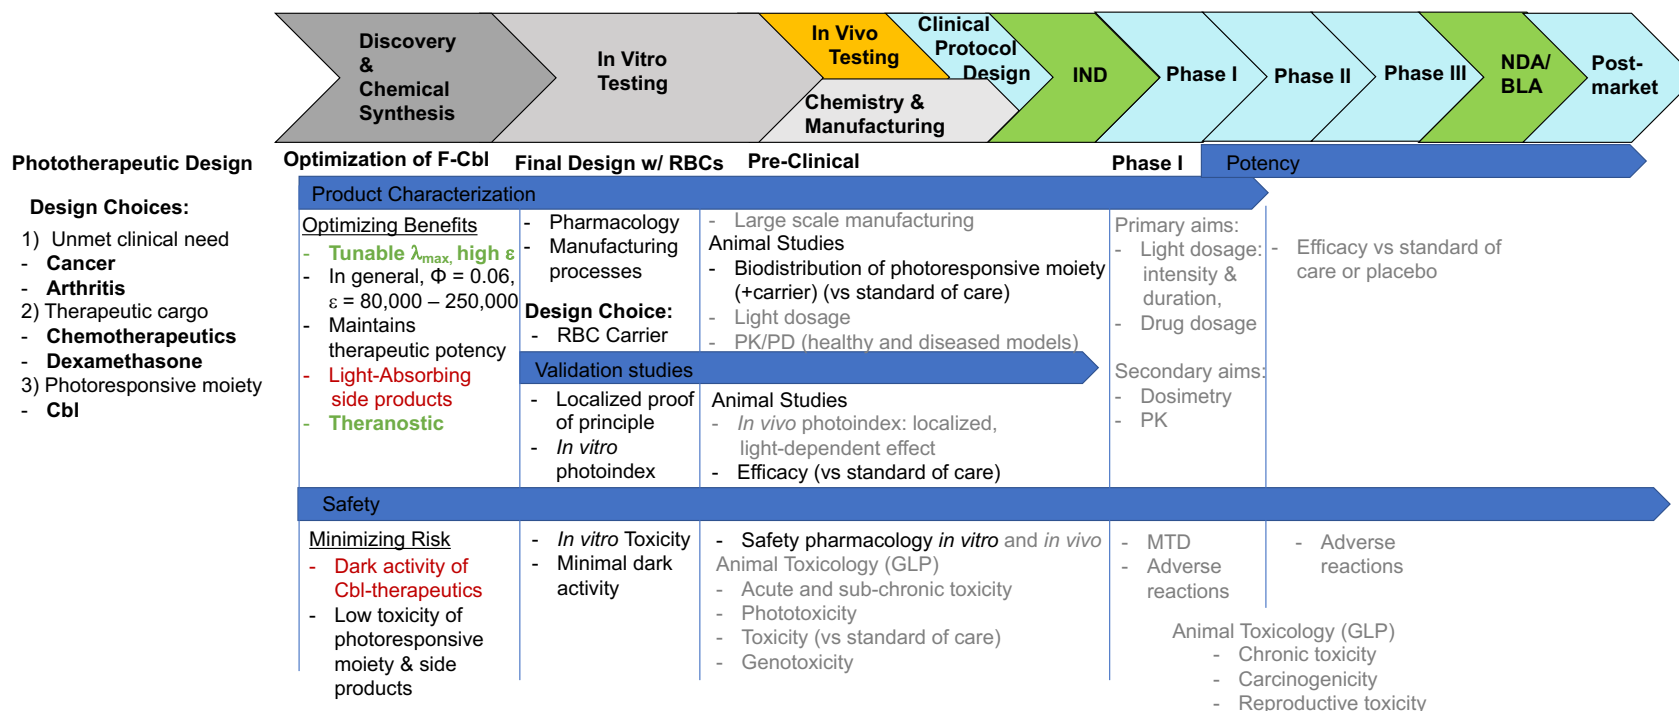 Discovery
&
Chemical
Synthesis
In Vitro
Testing
In Vivo
Testing
Clinical
Protocol
Design
Chemistry &
Manufacturing
IND
Phase I
Phase II
Phase III
NDA/
BLA
Post-
market
Phototherapeutic Design
Optimization of F-Cbl
Final Design w/ RBCs
Pre-Clinical
Phase I
Potency
Product Characterization
Design Choices:
1) Unmet clinical need
- Cancer
- Arthritis
2) Therapeutic cargo
- Chemotherapeutics
- Dexamethasone
3) Photoresponsive moiety
- Cbl
Optimizing Benefits
- Tunable λmax, high ε
- In general, Φ = 0.06,
ε = 80,000 – 250,000
- Maintains
therapeutic potency
- Light-Absorbing
side products
- Theranostic
- Pharmacology
- Manufacturing
processes
Design Choice:
- RBC Carrier
- Large scale manufacturing
Animal Studies
- Biodistribution of photoresponsive moiety
(+carrier) (vs standard of care)
- Light dosage
- PK/PD (healthy and diseased models)
Primary aims:
- Light dosage:
intensity &
duration,
- Drug dosage
Secondary aims:
- Dosimetry
- PK
- Efficacy vs standard of
care or placebo
Validation studies
- Localized proof
of principle
- In vitro
photoindex
Animal Studies
- In vivo photoindex: localized,
light-dependent effect
- Efficacy (vs standard of care)
Safety
Minimizing Risk
- Dark activity of
Cbl-therapeutics
- Low toxicity of
photoresponsive
moiety & side
products
- In vitro Toxicity
- Minimal dark
activity
- Safety pharmacology in vitro and in vivo
Animal Toxicology (GLP)
- Acute and sub-chronic toxicity
- Phototoxicity
- Toxicity (vs standard of care)
- Genotoxicity
- MTD
- Adverse
reactions
- Adverse
reactions
Animal Toxicology (GLP)
- Chronic toxicity
- Carcinogenicity
- Reproductive toxicity